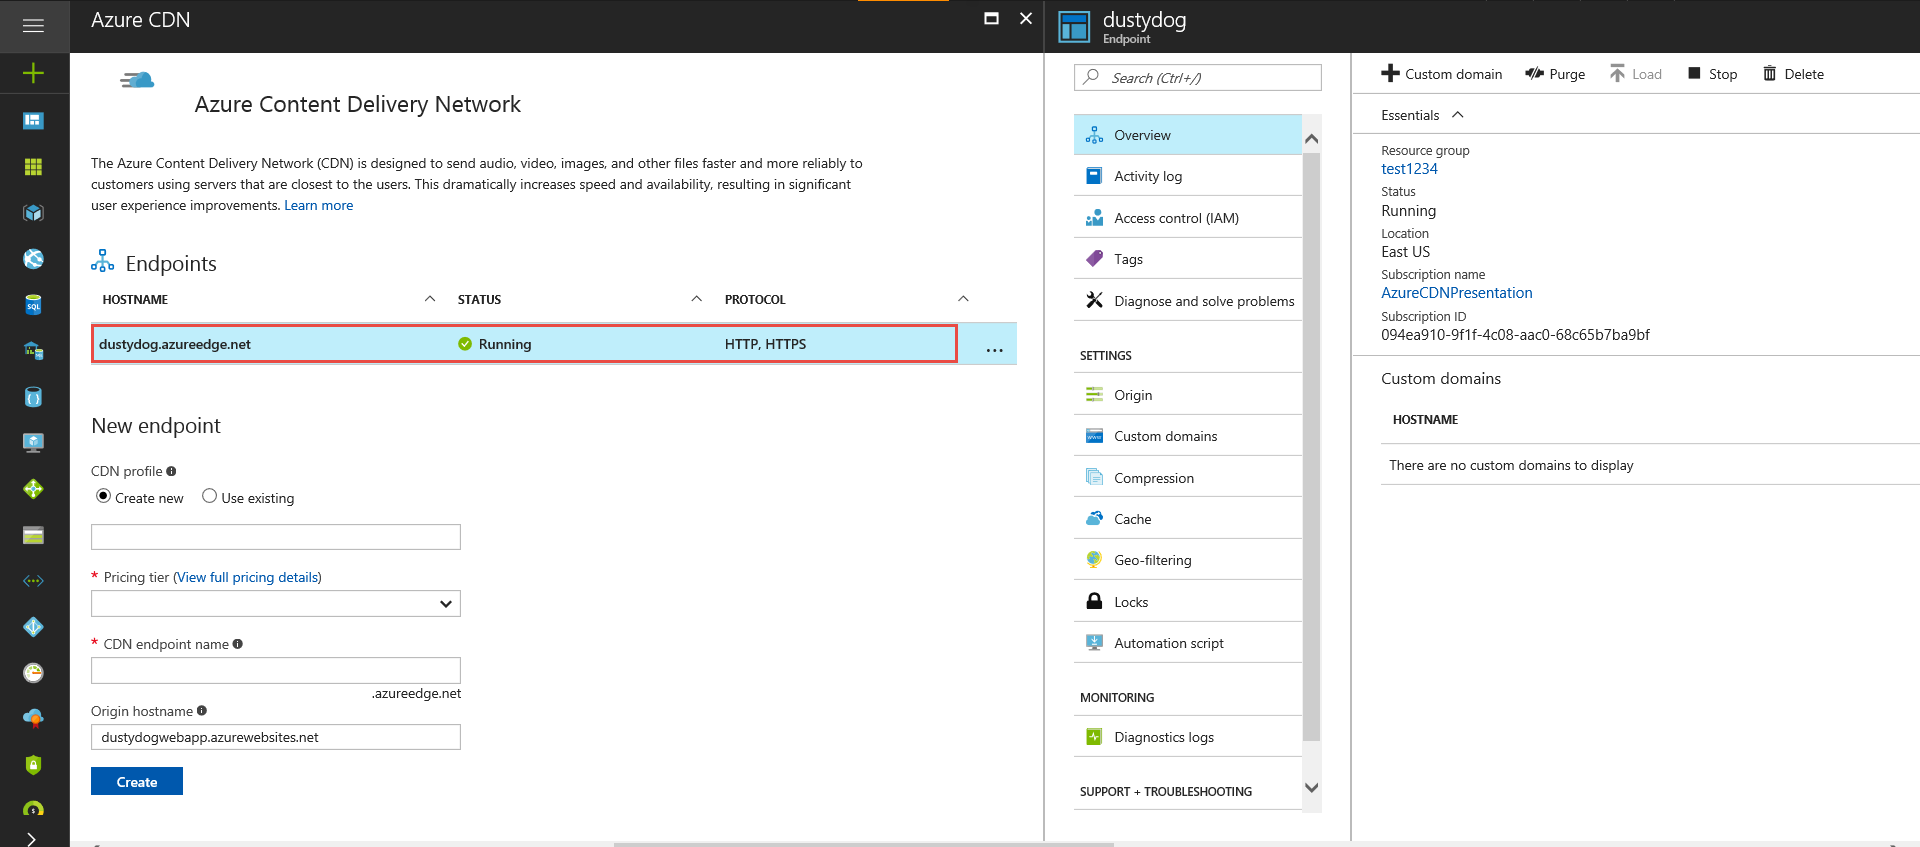 Azure CDN
Azure Content Delivery Network
The Azure Content Delivery Network (CDN) is designed to send audio, video, images, and other files faster and more reliably to
customers using servers that are closest to the users. This dramatically increases speed and availability, resulting in significant
user experience improvements. Learn more
Endpoints
HOSTNAME STATUS PROTOCOL
dustydog.azureedge.net Running HTTP, HTTPS ...
New endpoint
CDN profile
Create new Use existing
* Pricing tier (View full pricing details)
* CDN endpoint name
.azureedge.net
Origin hostname
dustydogwebapp.azurewebsites.net
Create
dustydog
Endpoint
Search (Ctrl+/)
Overview
Activity log
Access control (IAM)
Tags
Diagnose and solve problems
SETTINGS
Origin
Custom domains
Compression
Cache
Geo-filtering
Locks
Automation script
MONITORING
Diagnostics logs
SUPPORT + TROUBLESHOOTING
Custom domain Purge Load Stop Delete
Essentials
Resource group
test1234
Status
Running
Location
East US
Subscription name
AzureCDNPresentation
Subscription ID
094ea910-9f1f-4c08-aac0-68c65b7ba9bf
Custom domains
HOSTNAME
There are no custom domains to display
SQL